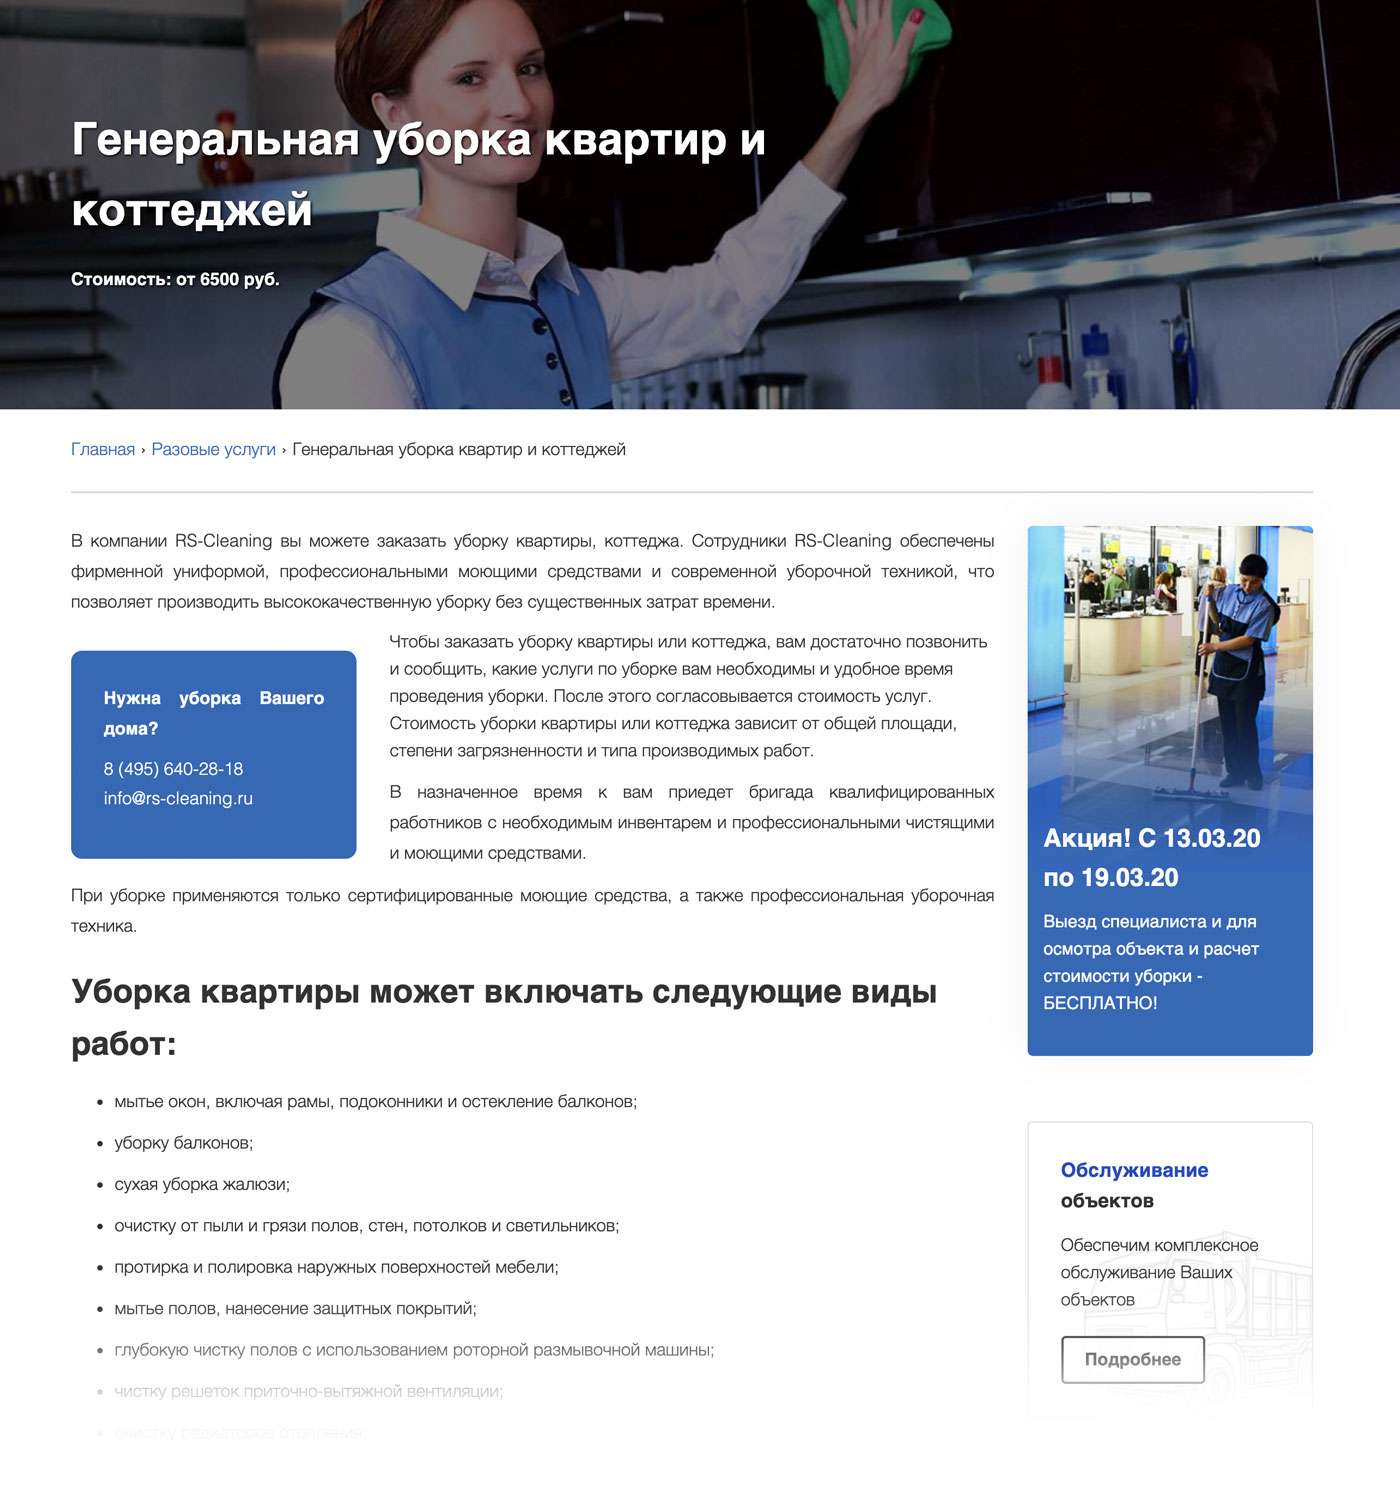 Генеральная уборка квартир и
коттеджей
Стоимость: от 6500 руб.
Главная › Разовые услуги › Генеральная уборка квартир и коттеджей
В компании RS-Cleaning вы можете заказать уборку квартиры, коттеджа. Сотрудники RS-Cleaning обеспечены
фирменной униформой, профессиональными моющими средствами и современной уборочной техникой, что
позволяет производить высококачественную уборку без существенных затрат времени.
Нужна уборка Вашего
дома?
8 (495) 640-28-18
info@rs-cleaning.ru
Чтобы заказать уборку квартиры или коттеджа, вам достаточно позвонить
и сообщить, какие услуги по уборке вам необходимы и удобное время
проведения уборки. После этого согласовывается стоимость услуг.
Стоимость уборки квартиры или коттеджа зависит от общей площади,
степени загрязненности и типа производимых работ.
В назначенное время к вам приедет бригада квалифицированных
работников с необходимым инвентарем и профессиональными чистящими
и моющими средствами.
При уборке применяются только сертифицированные моющие средства, а также профессиональная уборочная
техника.
Уборка квартиры может включать следующие виды
работ:
• мытье окон, включая рамы, подоконники и остекление балконов;
• уборку балконов;
• сухая уборка жалюзи;
• очистку от пыли и грязи полов, стен, потолков и светильников;
• протирка и полировка наружных поверхностей мебели;
• мытье полов, нанесение защитных покрытий;
• глубокую чистку полов с использованием роторной размывочной машины;
• чистку решеток приточно-вытяжной вентиляции;
• очистку радиаторов отопления;
Акция! С 13.03.20
по 19.03.20
Выезд специалиста и для
осмотра объекта и расчет
стоимости уборки -
БЕСПЛАТНО!
Обслуживание
объектов
Обеспечим комплексное
обслуживание Ваших
объектов
Подробнее